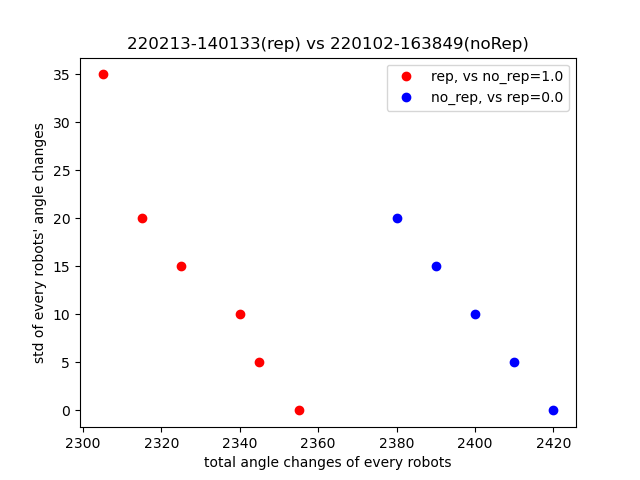 220213-140133(rep) vs 220102-163849(noRep)
rep, vs no_rep=1.0
no_rep, vs rep=0.0
std of every robots' angle changes
35
30
25
20
15
10
5
0
2300 2320 2340 2360 2380 2400 2420
total angle changes of every robots